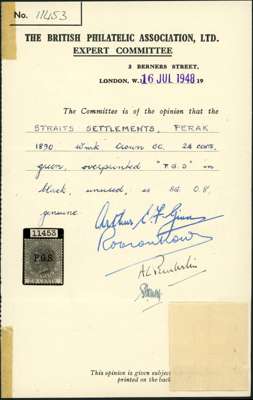 No. 11453
THE BRITISH PHILATELIC ASSOCIATION, LTD.
EXPERT COMMITTEE
3 BERNERS STREET,
LONDON, W.1 16 JUL 1948 19
The Committee is of the opinion that the
STRAITS SETTLEMENTS, PERAK
1890 wmk Crown CC. 24 cents,
green, overprinted "P.G.S" in
black, unused, as SG. O.8,
genuine
11453
P.G.S.
This opinion is given subject
printed on the back